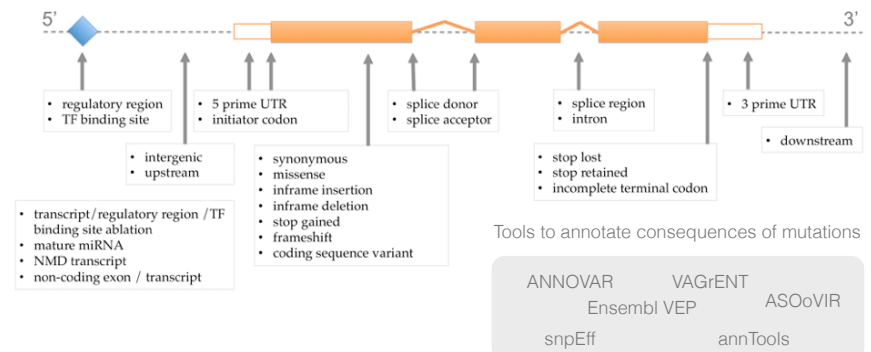 5’
3’
• regulatory region
• TF binding site
• 5 prime UTR
• initiator codon
• splice donor
• splice acceptor
• splice region
• intron
• 3 prime UTR
• downstream
• intergenic
• upstream
• synonymous
• missense
• inframe insertion
• inframe deletion
• stop gained
• frameshift
• coding sequence variant
• stop lost
• stop retained
• incomplete terminal codon
• transcript/regulatory region /TF
binding site ablation
• mature miRNA
• NMD transcript
• non-coding exon / transcript
Tools to annotate consequences of mutations
ANNOVAR
VAGrENT
Ensembl VEP
ASOoVIR
snpEff
annTools